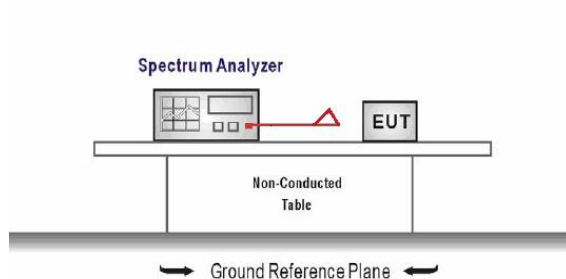 Spectrum Analyzer
EUT
Non-Conducted
Table
Ground Reference Plane